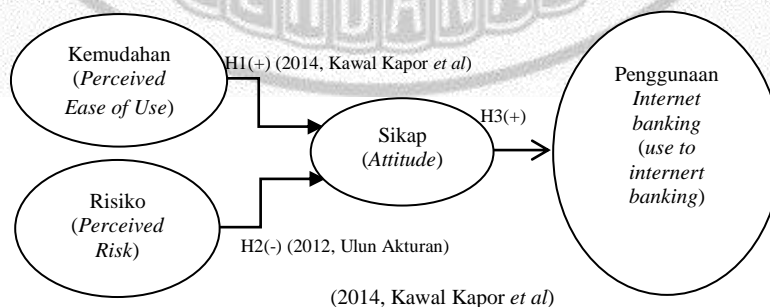 Kemudahan
(Perceived
Ease of Use)
H1(+) (2014, Kawal Kapor et al)
Risiko
(Perceived
Risk)
H2(-) (2012, Ulun Akturan)
Sikap
(Attitude)
H3(+)
Penggunaan
Internet
banking
(use to
internert
banking)
(2014, Kawal Kapor et al)